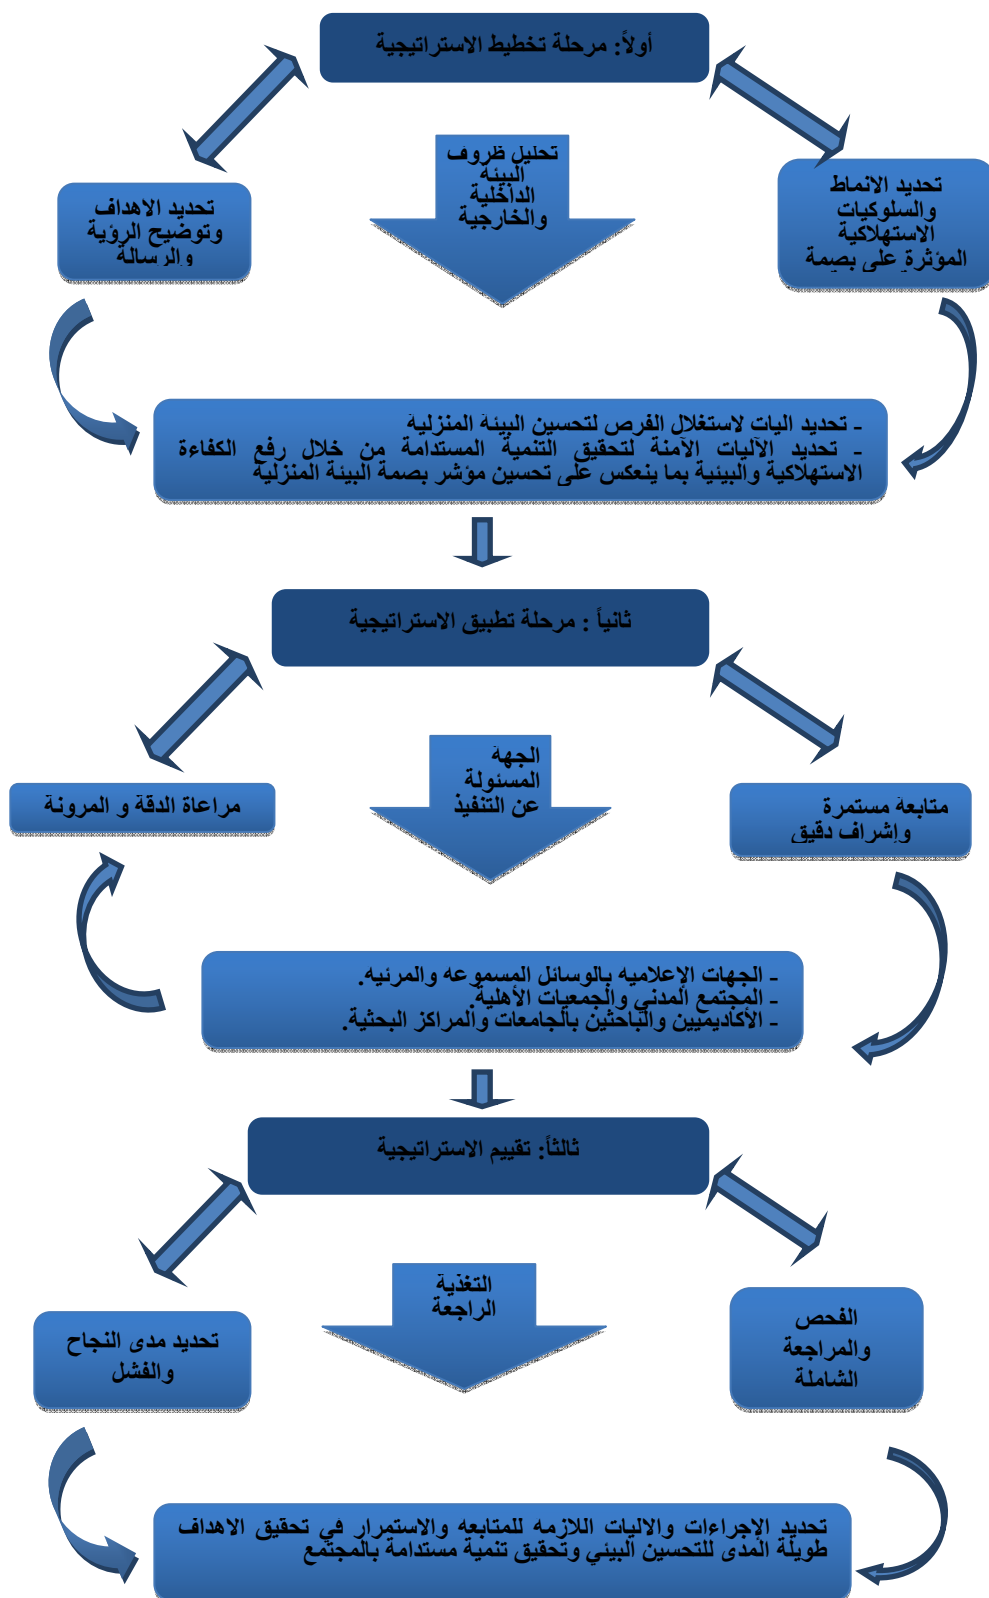 أولاً: مرحلة تخطيط الاستراتيجية
تحديد الانماط
والسلوكيات
الاستهلاكية
المؤثرة على بصمة
تحليل ظروف
البيئة
الداخلية
والخارجية
تحديد الاهداف
وتوضيح الرؤية
والرسالة
- تحديد اليات لاستغلال الفرص لتحسين البيئة المنزلية
- تحديد الآليات الآمنة لتحقيق التنمية المستدامة من خلال رفع الكفاءة
الاستهلاكية والبيئية بما ينعكس على تحسين مؤشر بصمة البيئة المنزلية
ثانياً : مرحلة تطبيق الاستراتيجية
متابعة مستمرة
وإشراف دقيق
الجهة
المسئولة
عن التنفيذ
مراعاة الدقة و المرونة
- الجهات الإعلاميه بالوسائل المسموعه والمرئيه.
- المجتمع المدني والجمعيات الأهلية.
- الأكاديميين والباحثين بالجامعات والمراكز البحثية.
ثالثاً: تقييم الاستراتيجية
الفحص
والمراجعة
الشاملة
التغذية
الراجعة
تحديد مدى النجاح
والفشل
تحديد الإجراءات والاليات اللازمه للمتابعه والاستمرار في تحقيق الاهداف
طويلة المدى للتحسين البيئي وتحقيق تنمية مستدامة بالمجتمع